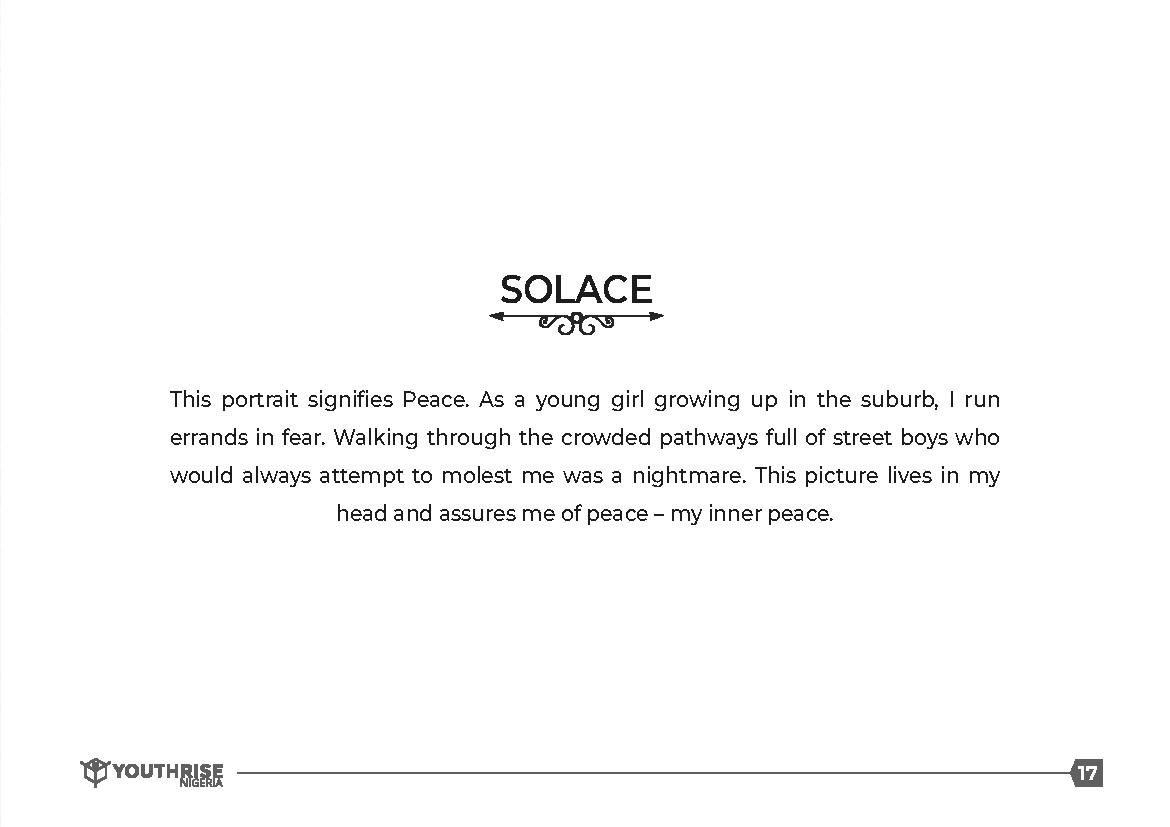 SOLACE
This portrait signifies Peace. As a young girl growing up in the suburb, I run
errands in fear. Walking through the crowded pathways full of street boys who
would always attempt to molest me was a nightmare. This picture lives in my
head and assures me of peace – my inner peace.
YOUTHRISE
NIGERIA
17